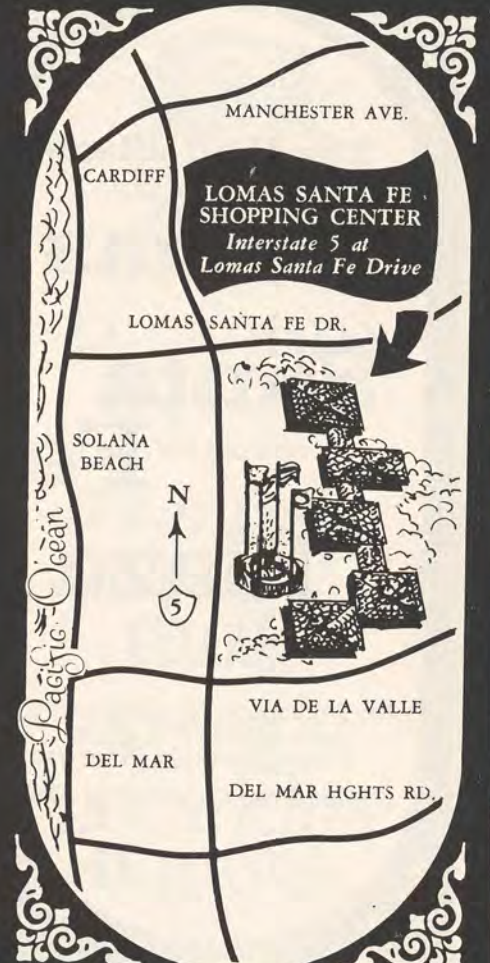 MANCHESTER AVE.
CARDIFF
LOMAS SANTA FE
SHOPPING CENTER
Interstate 5 at
Lomas Santa Fe Drive
LOMAS SANTA FE DR.
SOLANA
BEACH
N
5
Pacific Ocean
VIA DE LA VALLE
DEL MAR
DEL MAR HGHTS RD.